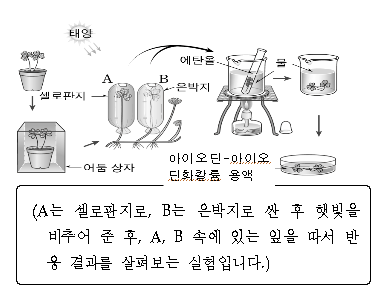 태양
에탄올
물
A
B
은박지
셀로판지
어둠 상자
아이오딘-아이오
딘화칼륨 용액
(A는 셀로판지로, B는 은박지로 싼 후 햇빛을
비추어 준 후, A, B 속에 있는 잎을 따서 반
응 결과를 살펴보는 실험입니다.)